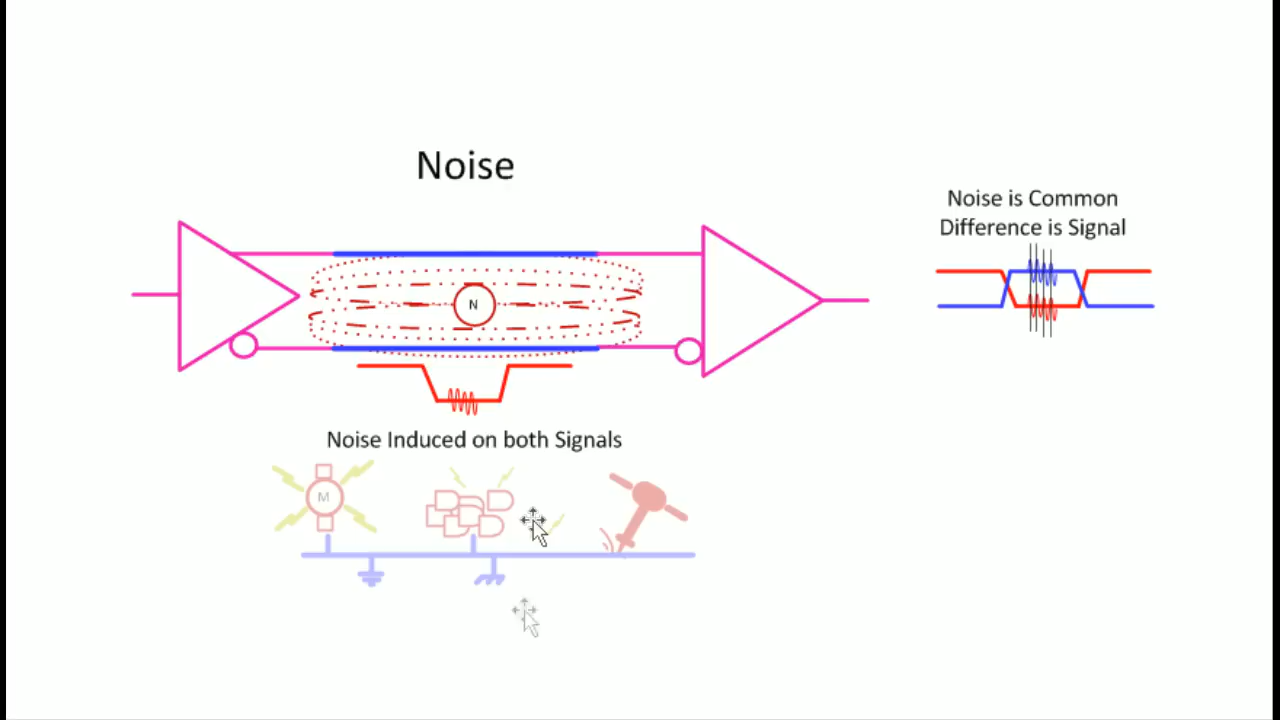 Noise
Noise is Common
Difference is Signal
N
Noise Induced on both Signals
M